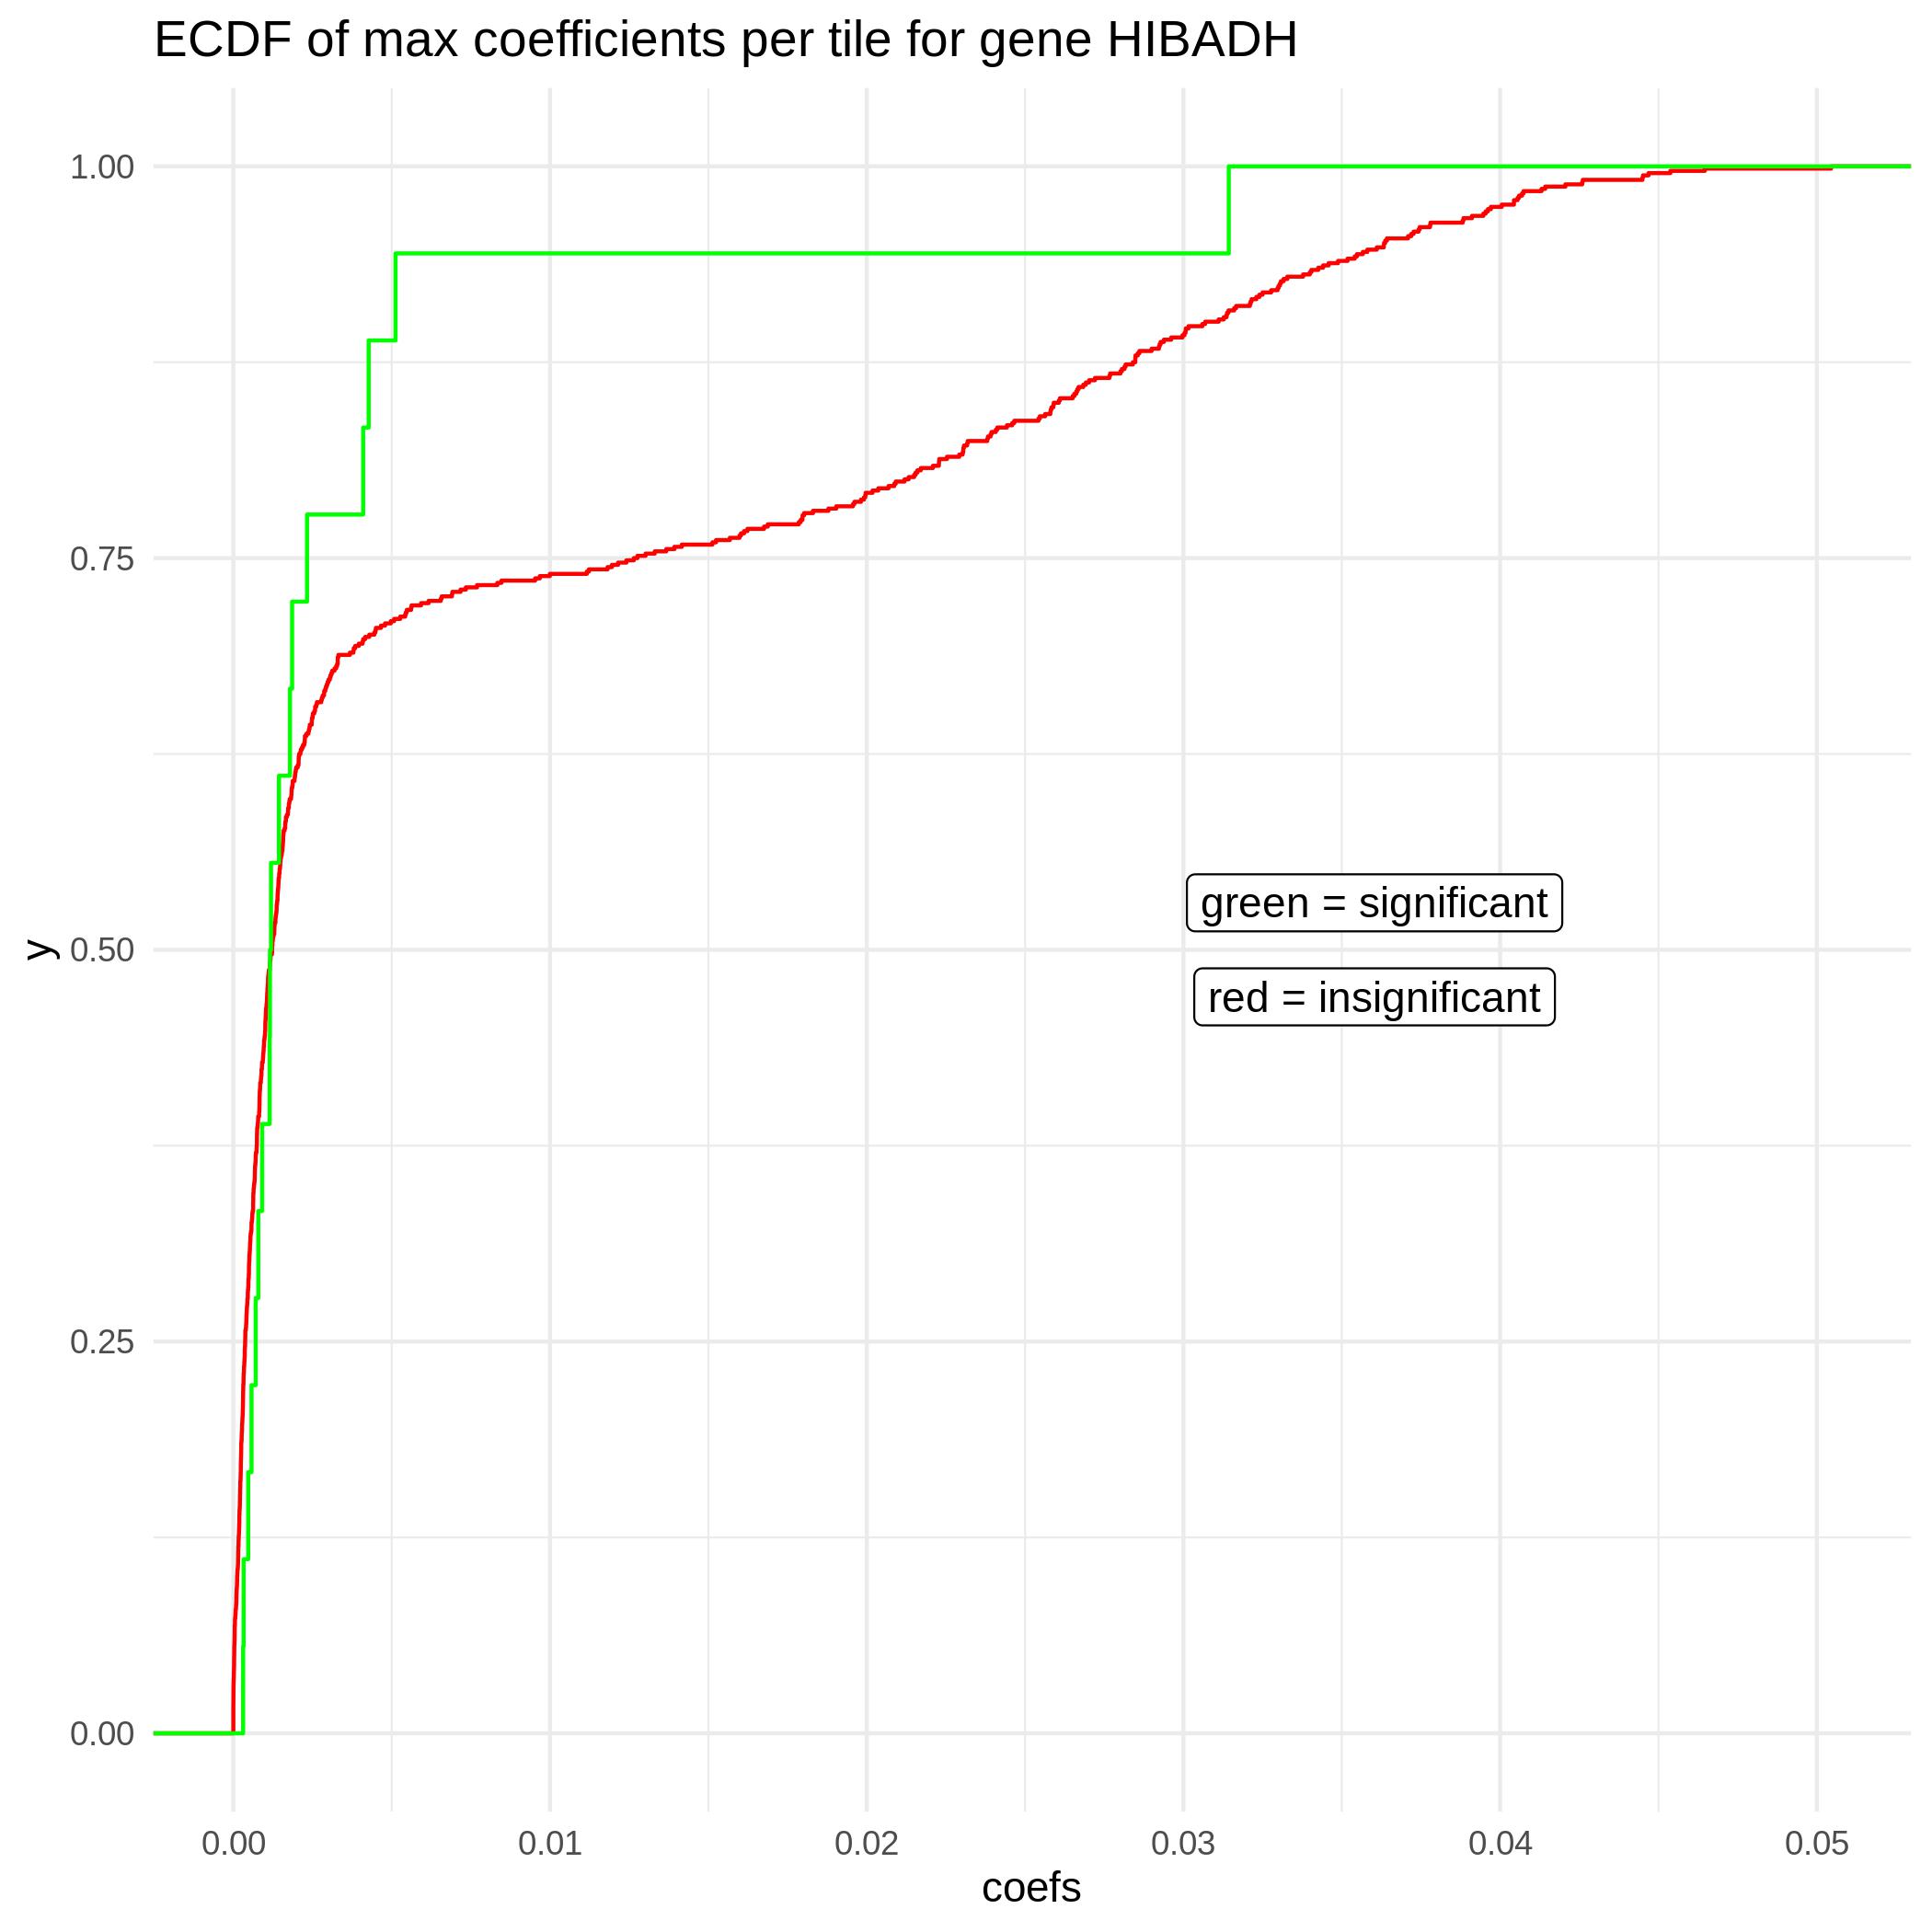 ECDF of max coefficients per tile for gene HIBADH
1.00
0.75
0.50
0.25
0.00
y
green = significant
red = insignificant
0.00 0.01 0.02 0.03 0.04 0.05
coefs